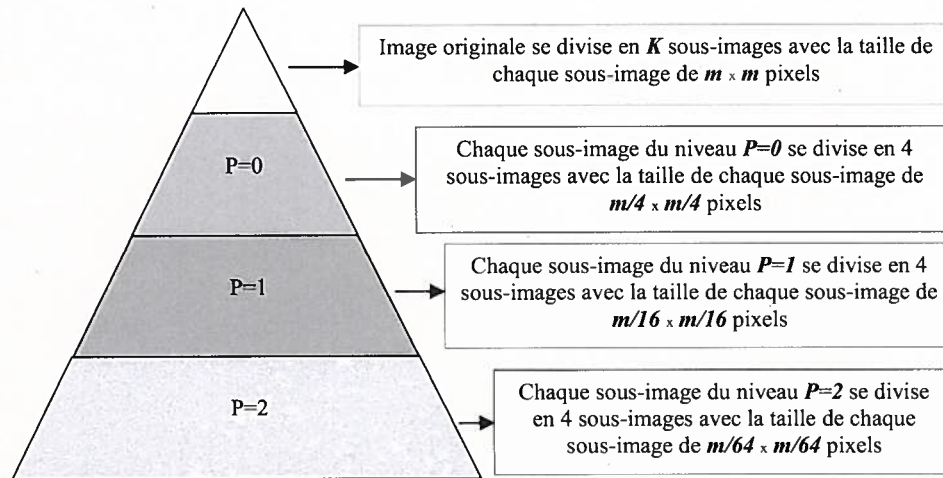 Image originale se divise en K sous-images avec la taille de
chaque sous-image de m x m pixels
P=0
Chaque sous-image du niveau P=0 se divise en 4
sous-images avec la taille de chaque sous-image de
m/4 x m/4 pixels
P=1
Chaque sous-image du niveau P=1 se divise en 4
sous-images avec la taille de chaque sous-image de
m/16 x m/16 pixels
P=2
Chaque sous-image du niveau P=2 se divise
en 4 sous-images avec la taille de chaque
sous-image de m/64 x m/64 pixels